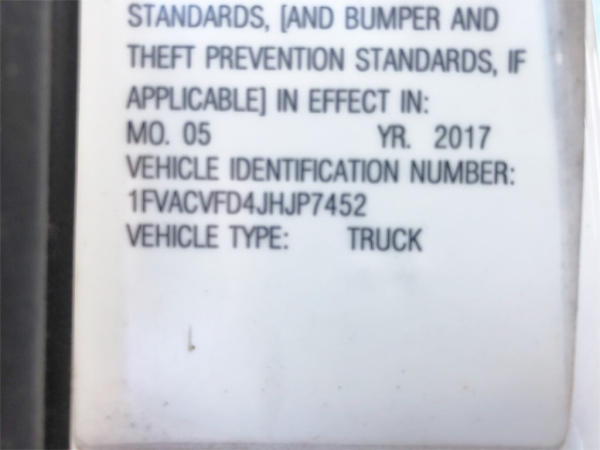 STANDARDS, [AND BUMPER AND
THEFT PREVENTION STANDARDS, IF
APPLICABLE] IN EFFECT IN:
MO. 05 YR. 2017
VEHICLE IDENTIFICATION NUMBER:
1FVACVFD4JHJP7452
VEHICLE TYPE: TRUCK